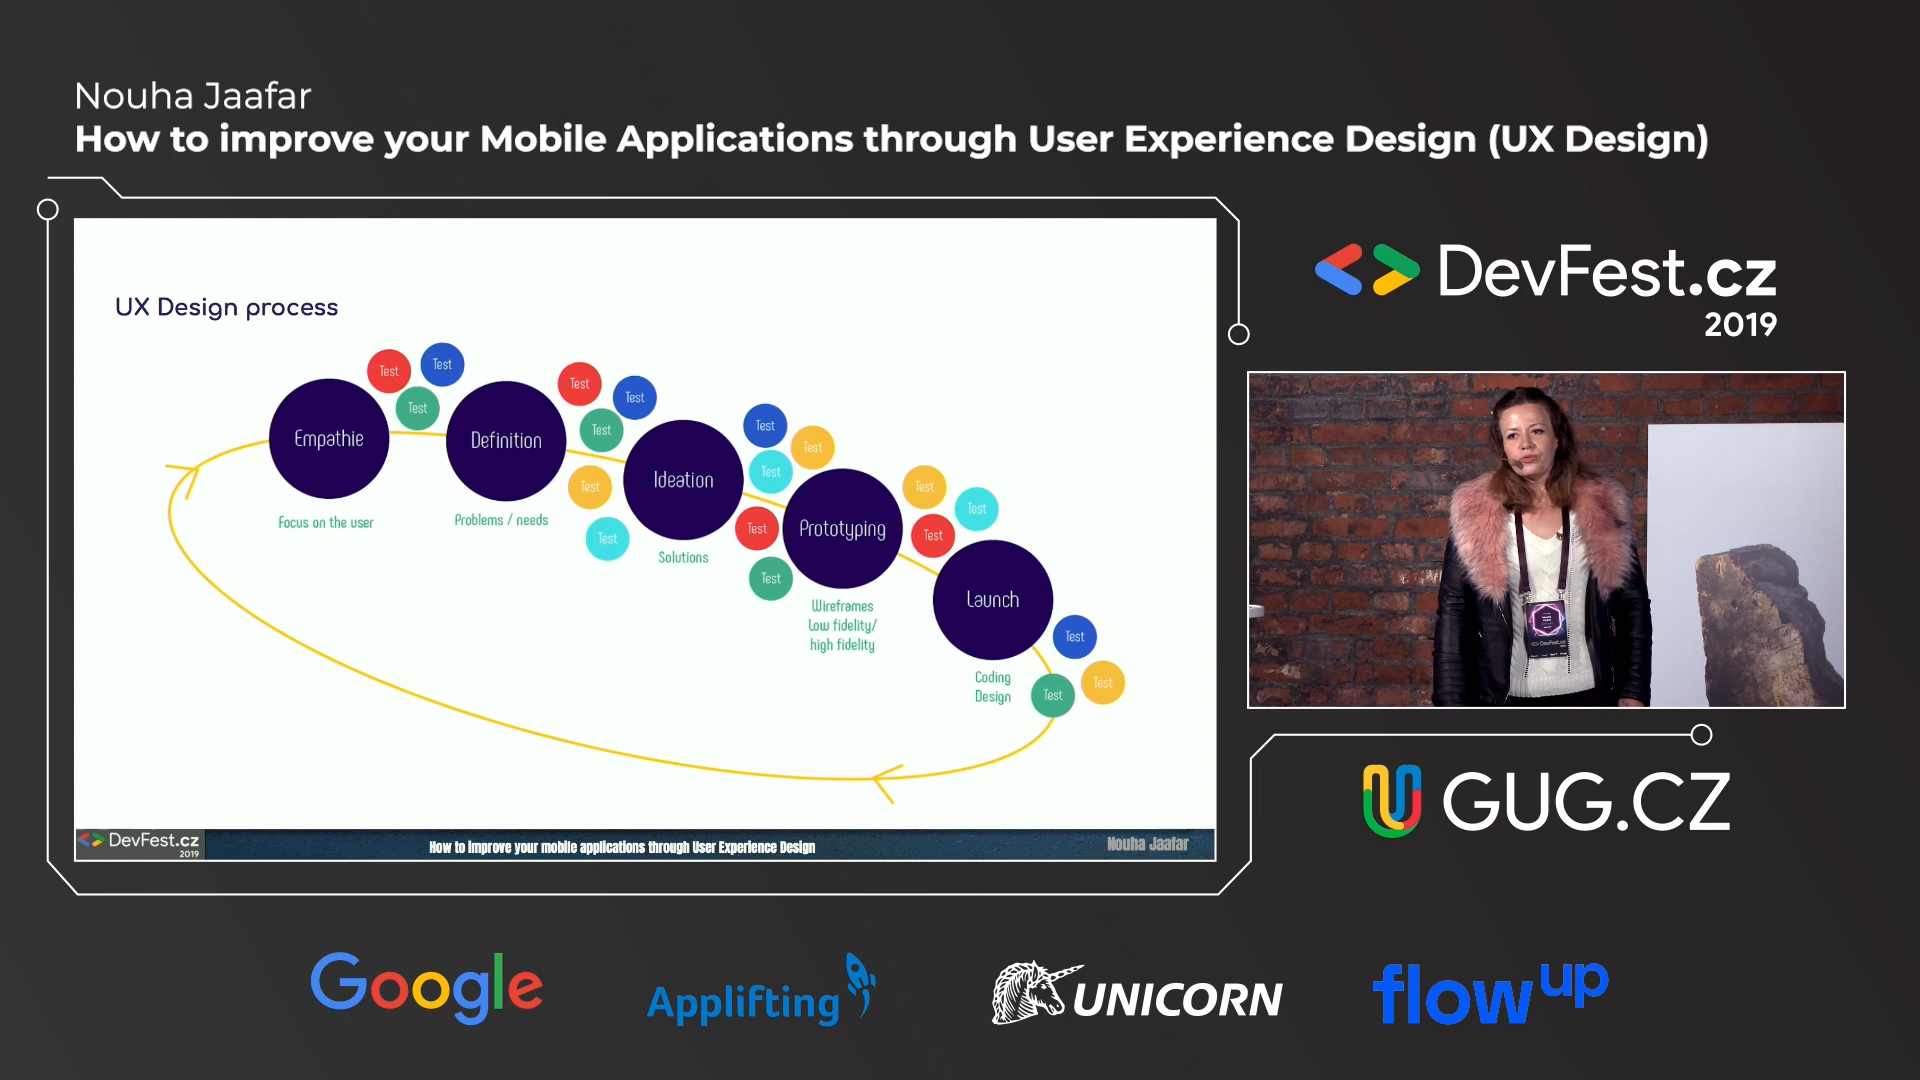 Nouha Jaafar
How to improve your Mobile Applications through User Experience Design (UX Design)
DevFest.cz
2019
UX Design process
Test
Test
Test
Empathie
Focus on the user
Test
Test
Test
Definition
Problems / needs
Test
Test
Ideation
Solutions
Test
Test
Test
Test
Test
Prototyping
Wireframes
Low fidelity/
high fidelity
Test
Test
Test
Launch
Coding
Design
Test
Test
Test
DevFest.cz
2019
How to improve your mobile applications through User Experience Design
Nouha Jaafar
GUG.CZ
Google
Applifting
UNICORN
flow up